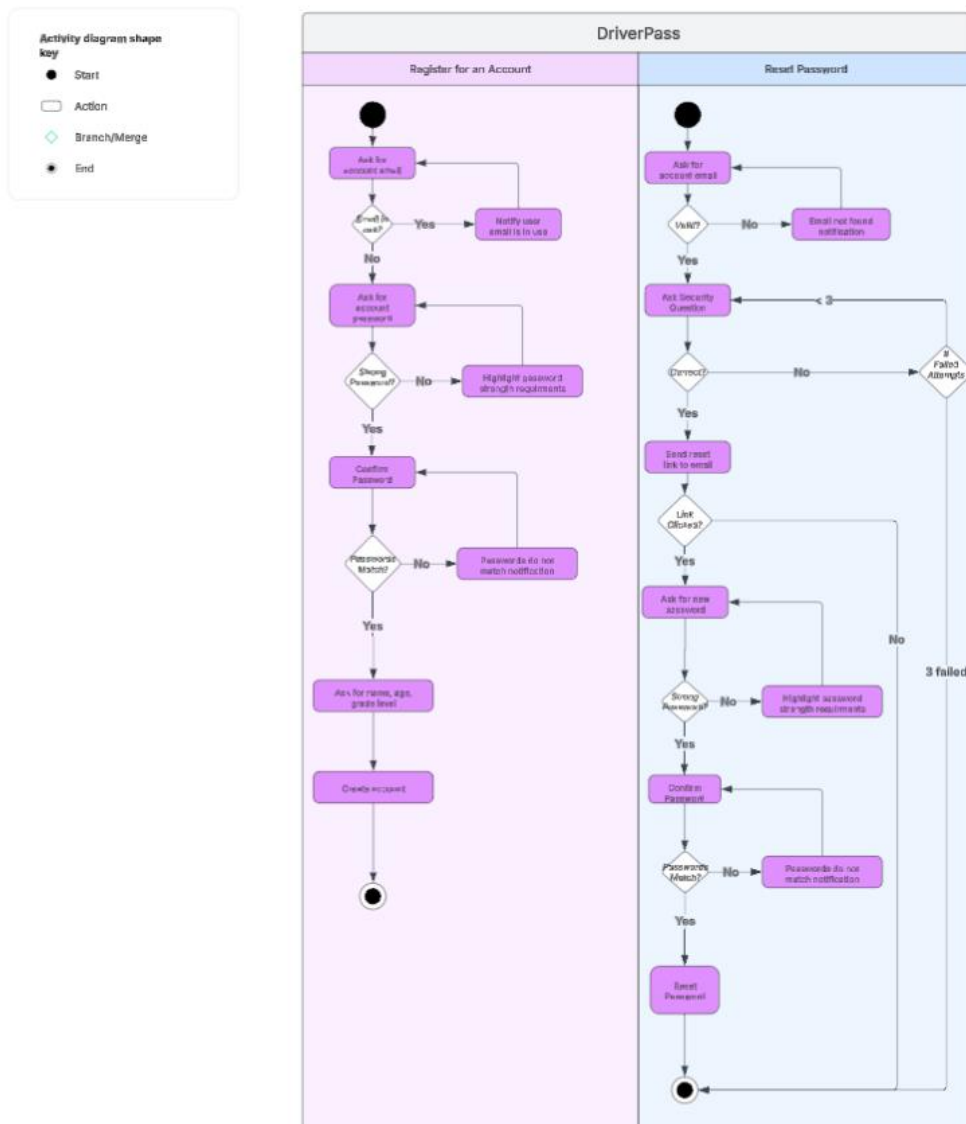 Activity diagram shape
key
Start
Action
Branch/Merge
End
DriverPass
Register for an Account
Reset Password
Ask for
account email
Email in
use?
Yes
Notify user
email is in use
No
Ask for
account
password
Strong
Password?
No
Highlight password
strength requirments
Yes
Confirm
Password
Passwords
Match?
No
Passwords do not
match notification
Yes
Ask for name, age,
grade level
Create account
Ask for
account email
Valid?
No
Email not found
notification
Yes
Ask Security
Question
< 3
Correct?
No
Failed
Attempts
Yes
Send reset
link to email
Link
Clicked?
Yes
No
3 failed
Ask for new
password
Strong
Password?
No
Highlight password
strength requirments
Yes
Confirm
Password
Passwords
Match?
No
Passwords do not
match notification
Yes
Reset
Password